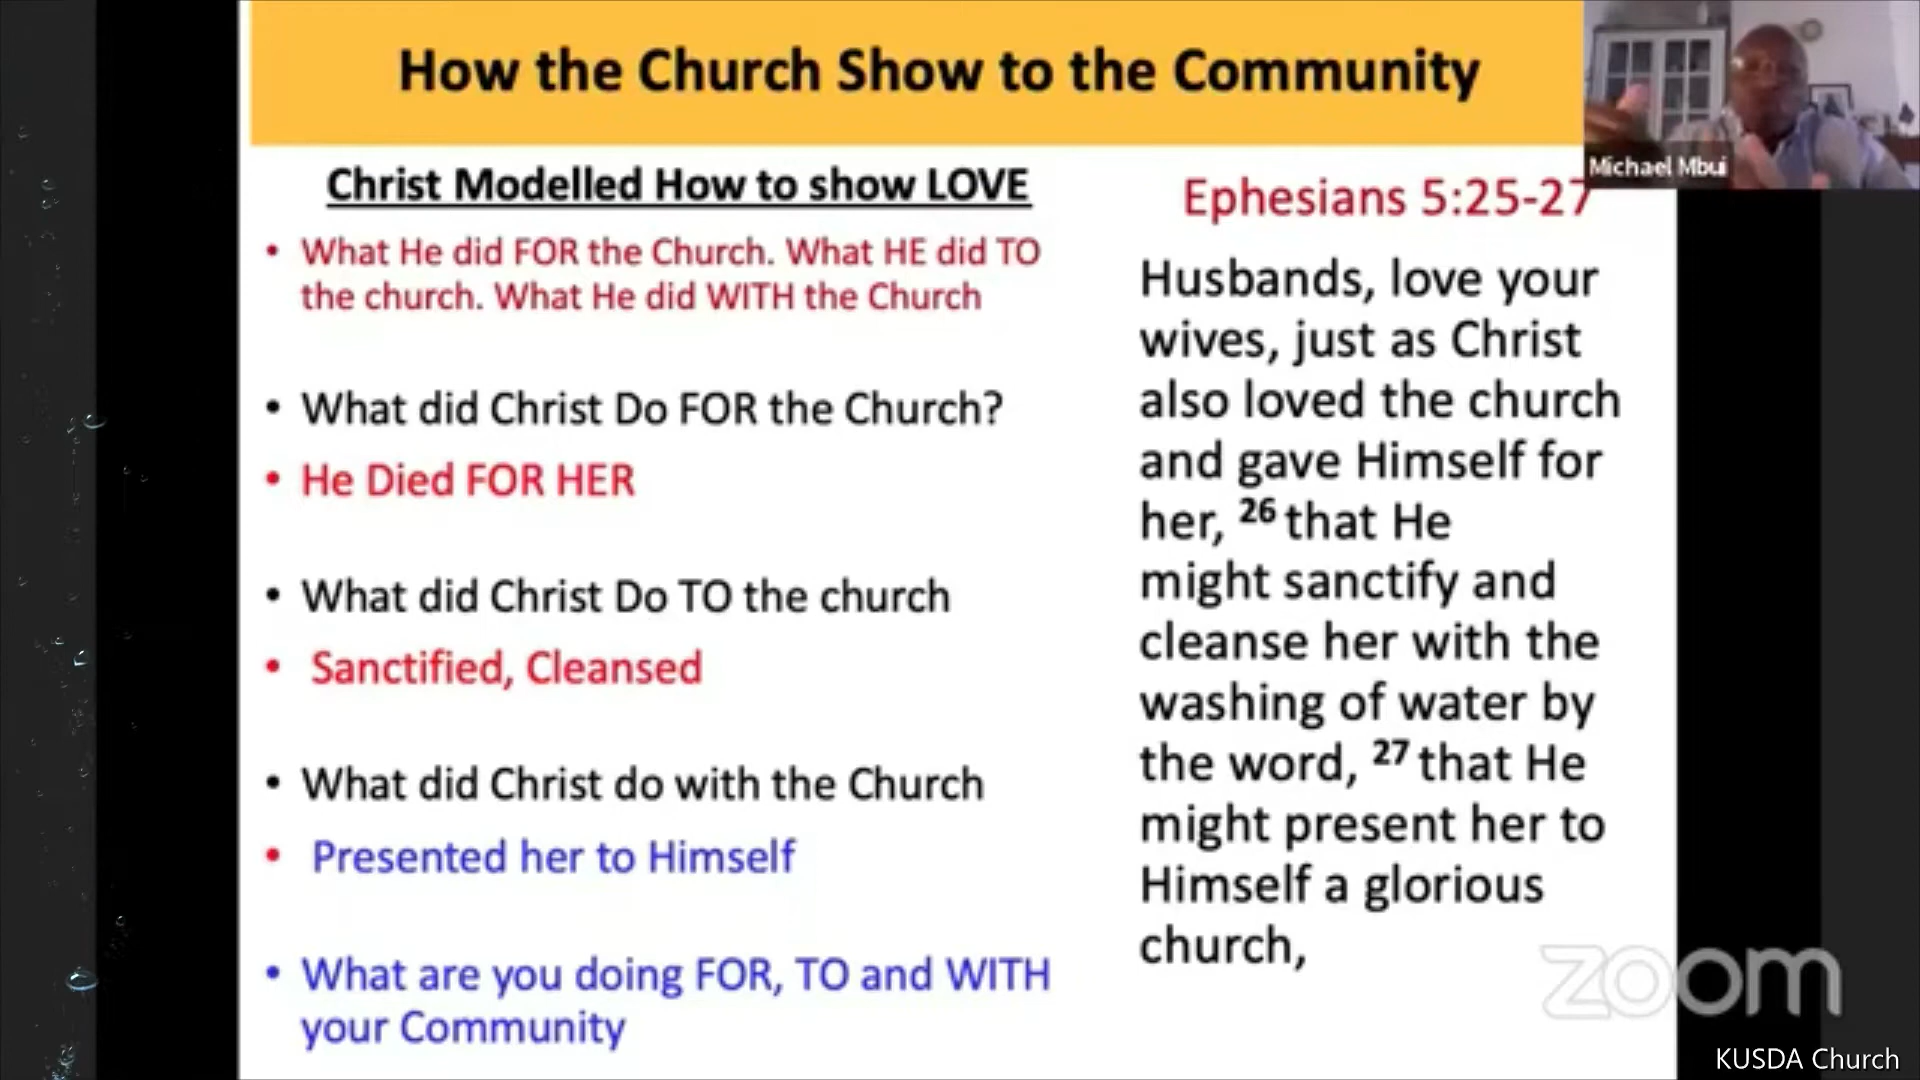 How the Church Show to the Community
Christ Modelled How to show LOVE
• What He did FOR the Church. What HE did TO
the church. What He did WITH the Church
• What did Christ Do FOR the Church?
• He Died FOR HER
• What did Christ Do TO the church
• Sanctified, Cleansed
• What did Christ do with the Church
• Presented her to Himself
• What are you doing FOR, TO and WITH
your Community
Ephesians 5:25-27
Husbands, love your
wives, just as Christ
also loved the church
and gave Himself for
her, 26 that He
might sanctify and
cleanse her with the
washing of water by
the word, 27 that He
might present her to
Himself a glorious
church,
Michael Mbui
zoom
KUSDA Church